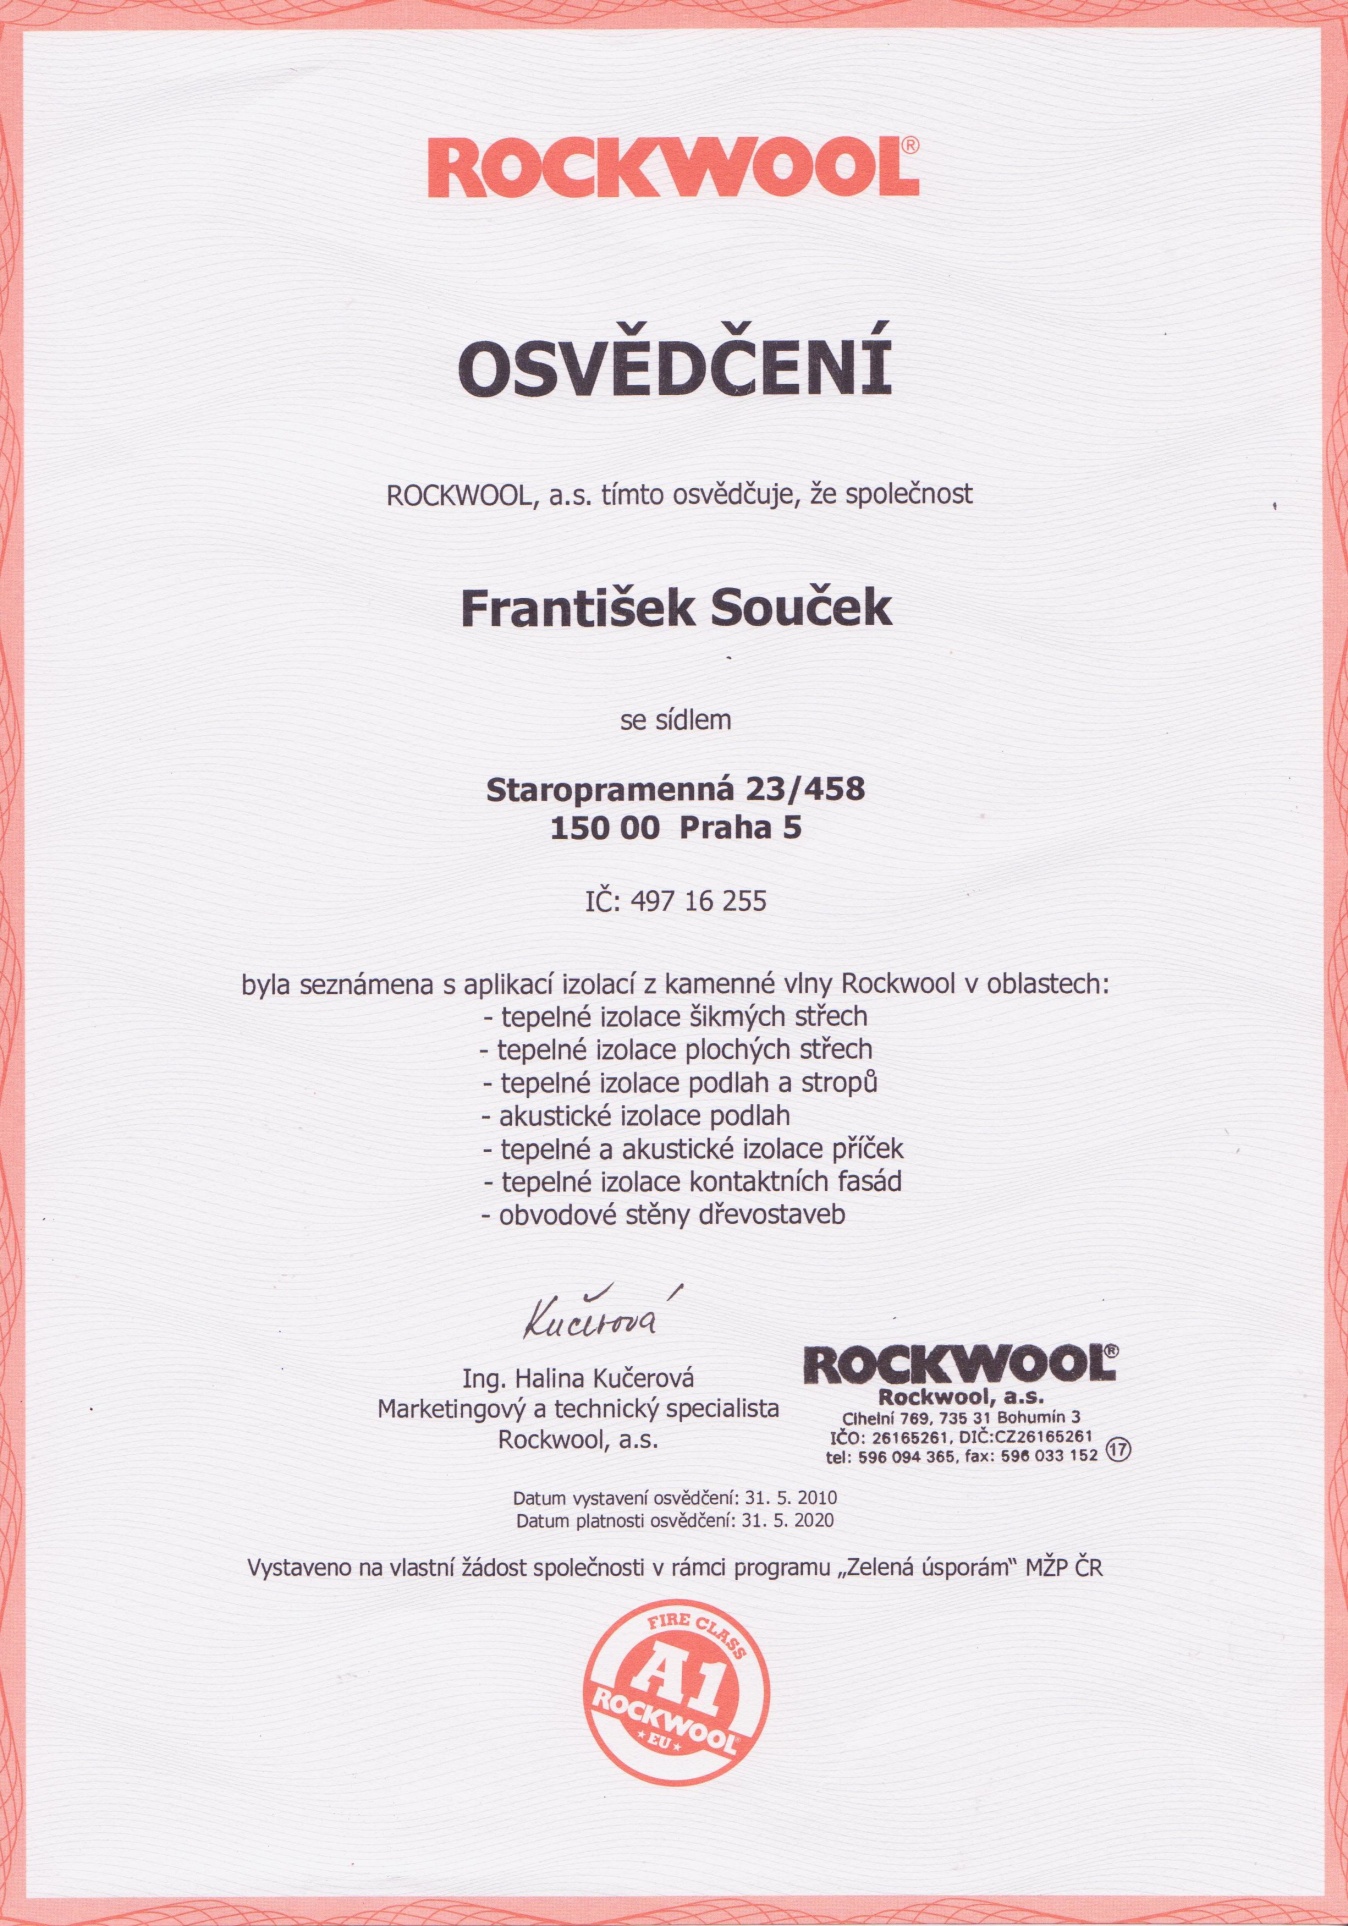 ROCKWOOL®
OSVĚDČENÍ
ROCKWOOL, a.s. tímto osvědčuje, že společnost
František Souček
se sídlem
Staropramenná 23/458
150 00 Praha 5
IČ: 497 16 255
byla seznámena s aplikací izolací z kamenné vlny Rockwool v oblastech:
- tepelné izolace šikmých střech
- tepelné izolace plochých střech
- tepelné izolace podlah a stropů
- akustické izolace podlah
- tepelné a akustické izolace příček
- tepelné izolace kontaktních fasád
- obvodové stěny dřevostaveb
Kučerová
Ing. Halina Kučerová
Marketingový a technický specialista
Rockwool, a.s.
ROCKWOOL®
Rockwool, a.s.
Cihelní 769, 735 31 Bohumín 3
IČO: 26165261, DIČ:CZ26165261
tel: 596 094 365, fax: 596 033 152 17
Datum vystavení osvědčení: 31. 5. 2010
Datum platnosti osvědčení: 31. 5. 2020
Vystaveno na vlastní žádost společnosti v rámci programu „Zelená úsporám“ MŽP ČR
FIRE CLASS
A1
ROCKWOOL®
★ EU ★